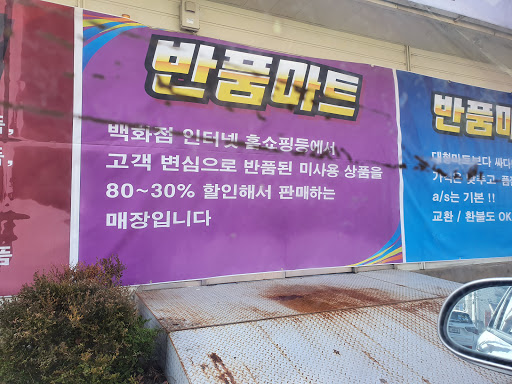 반품마트
백화점 인터넷 홈쇼핑등에서
고객 변심으로 반품된 미사용 상품을
80~30% 할인해서 판매하는
매장입니다
반품마
a/s는 기본 !!
교환 / 환불도 OK